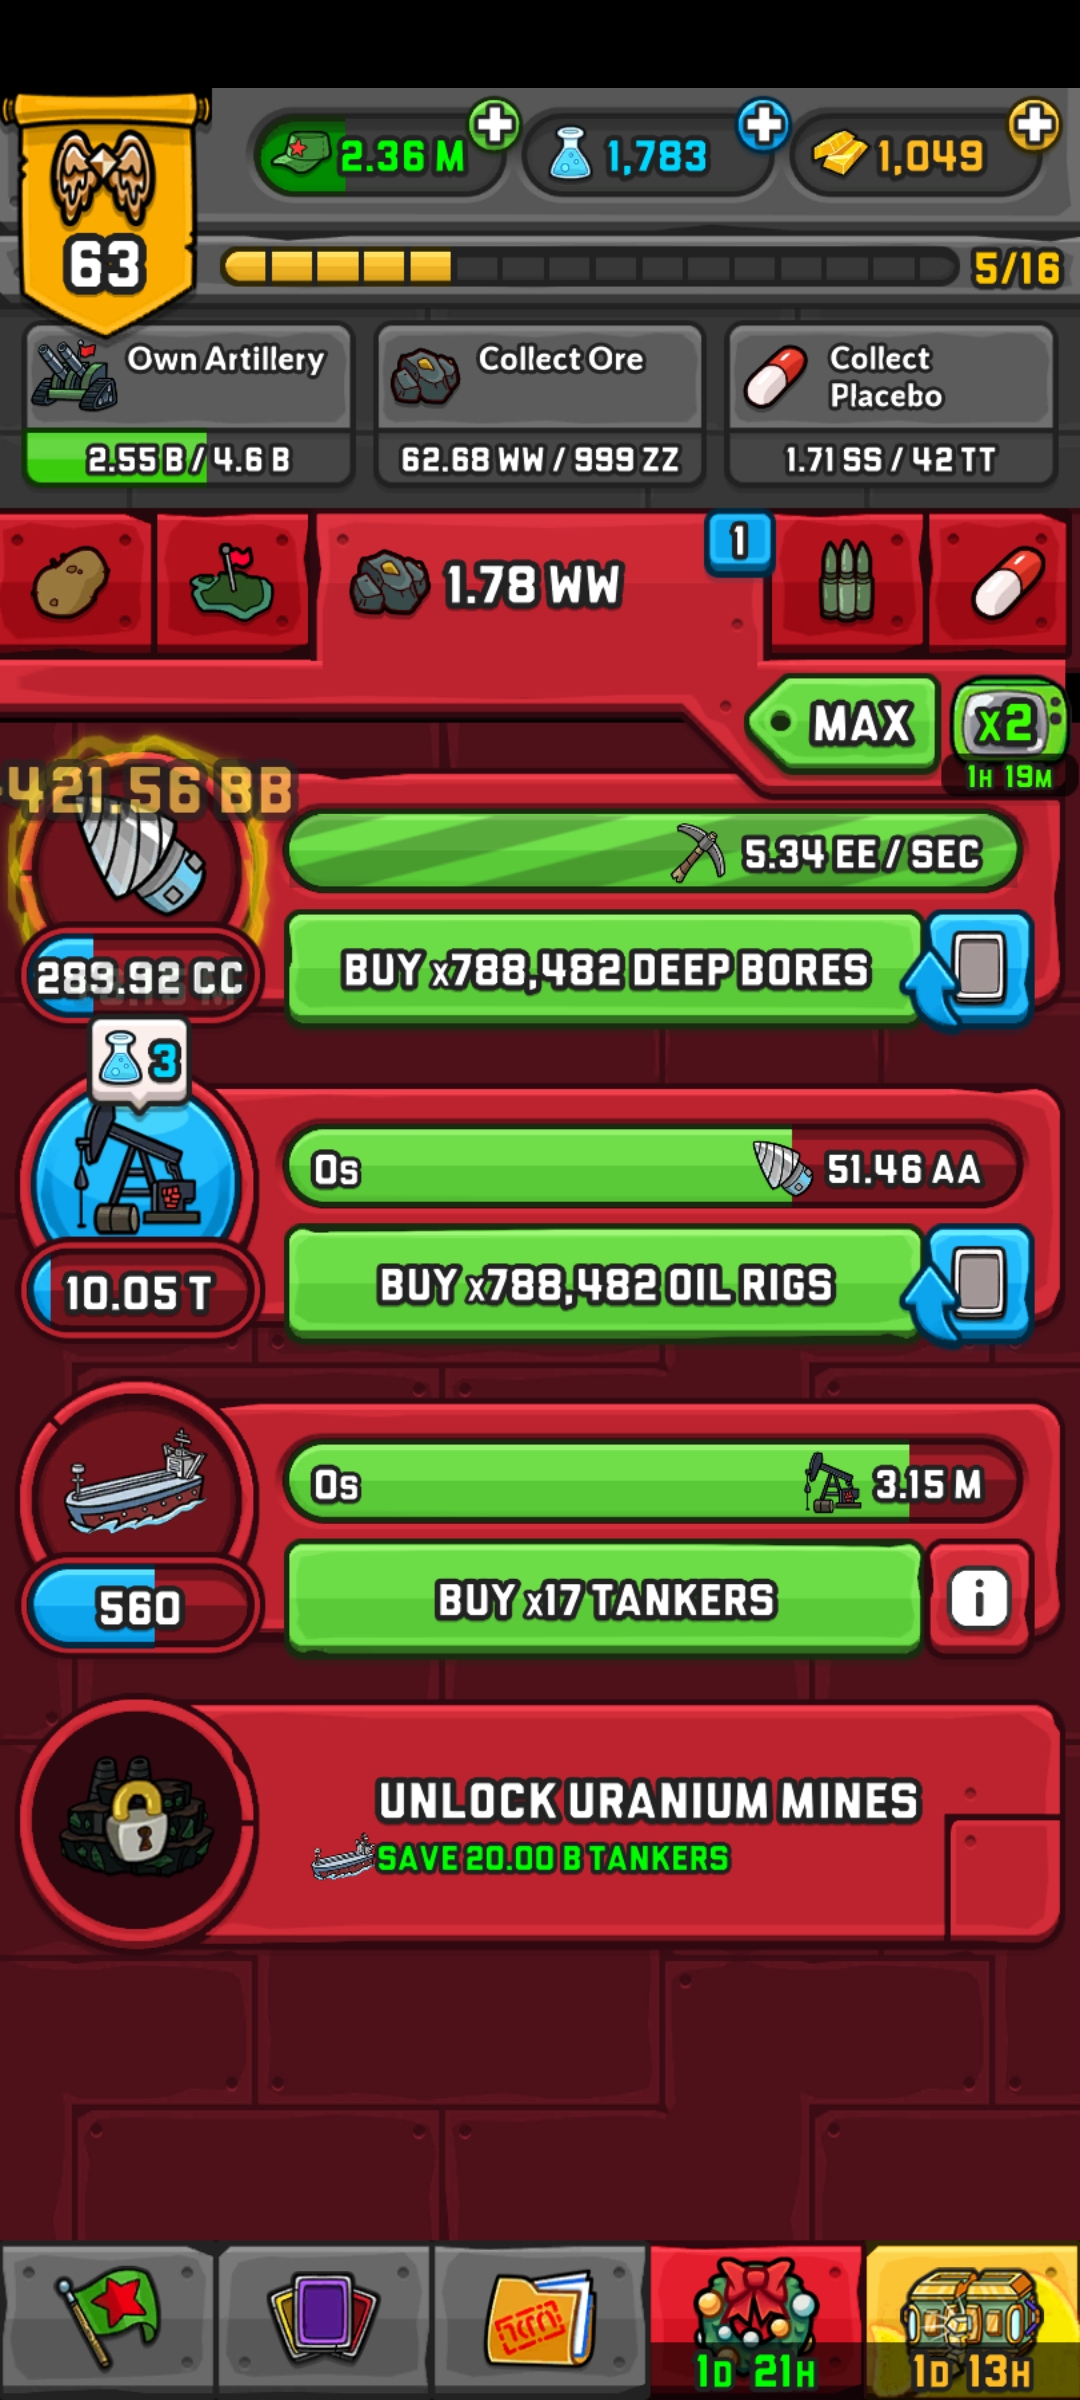 2.36 M
1,783
1,049
63
5/16
Own Artillery
2.55 B / 4.6 B
Collect Ore
62.68 WW / 999 ZZ
Collect
Placebo
1.71 SS / 42 TT
1.78 WW
1
MAX
x2
1H 19M
421.56 BB
5.34 EE / SEC
289.92 CC
BUY x788,482 DEEP BORES
3
0s
51.46 AA
10.05 T
BUY x788,482 OIL RIGS
0s
3.15 M
560
BUY x17 TANKERS
i
UNLOCK URANIUM MINES
SAVE 20.00 B TANKERS
1D 21H
1D 13H